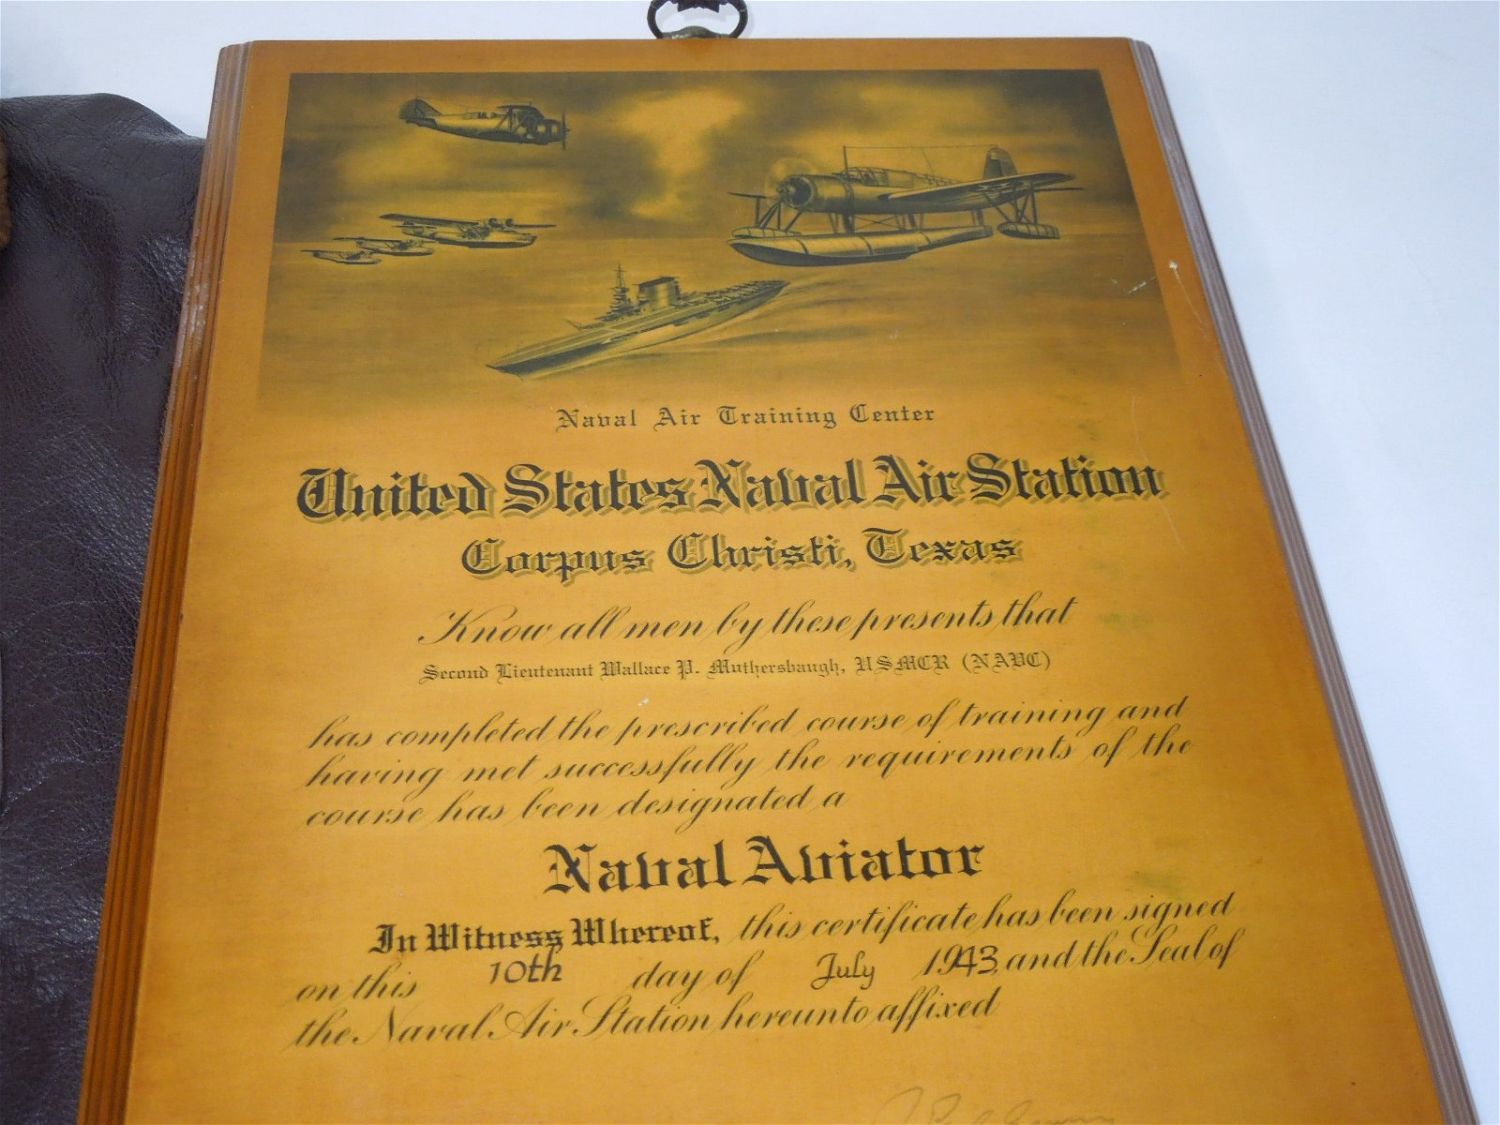 Naval Air Training Center
United States Naval Air Station
Corpus Christi, Texas
Know all men by these presents that
Second Lieutenant Wallace P. Muthersbaugh, USMCR (NAVC)
has completed the prescribed course of training and
having met successfully the requirements of the
course has been designated a
Naval Aviator
In Witness Whereof, this certificate has been signed
on this 10th day of July 1943, and the Seal of
the Naval Air Station hereunto affixed